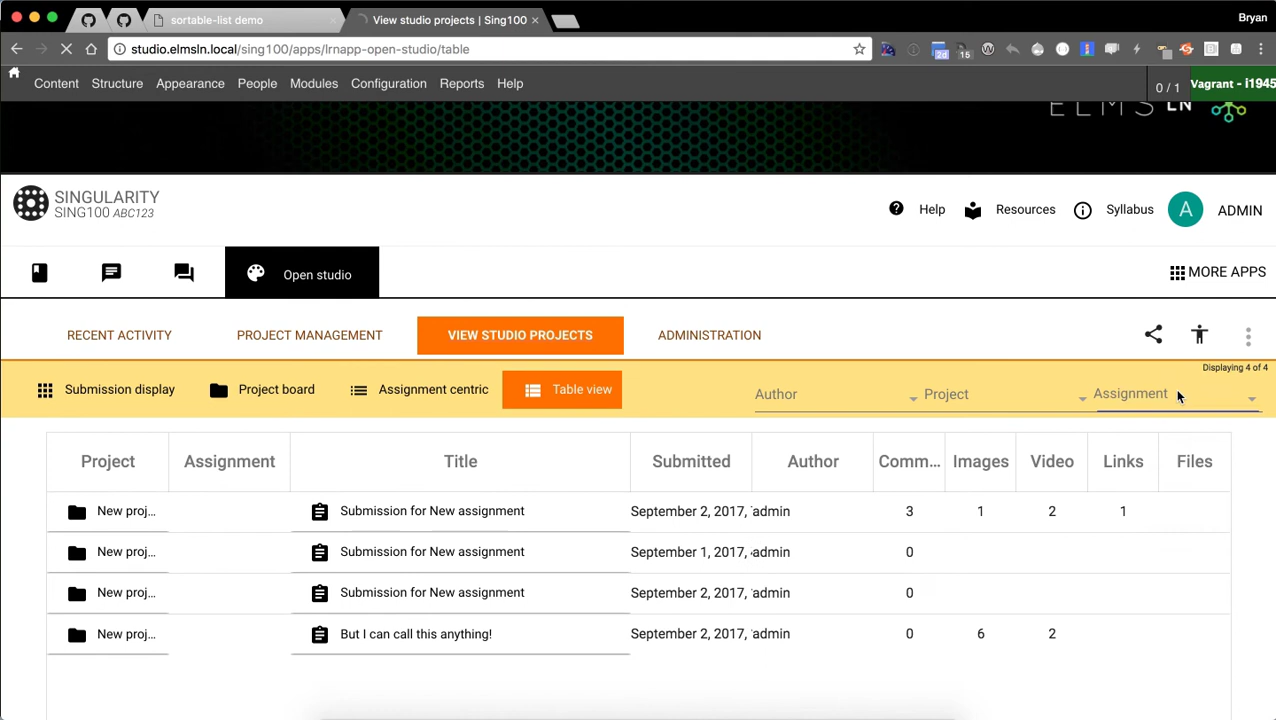 Bryan
sortable-list demo
View studio projects | Sing100
studio.elmsln.local/sing100/apps/lrnapp-open-studio/table
2d
15
Content Structure Appearance People Modules Configuration Reports Help
0 / 1
Vagrant - i1945
ELMS LN
SINGULARITY
SING100 ABC123
Help Resources Syllabus A ADMIN
Open studio
MORE APPS
RECENT ACTIVITY PROJECT MANAGEMENT VIEW STUDIO PROJECTS ADMINISTRATION
Displaying 4 of 4
Submission display Project board Assignment centric Table view Author Project Assignment
Project Assignment Title Submitted Author Comm... Images Video Links Files
New proj... Submission for New assignment September 2, 2017, admin 3 1 2 1
New proj... Submission for New assignment September 1, 2017, admin 0
New proj... Submission for New assignment September 2, 2017, admin 0
New proj... But I can call this anything! September 2, 2017, admin 0 6 2